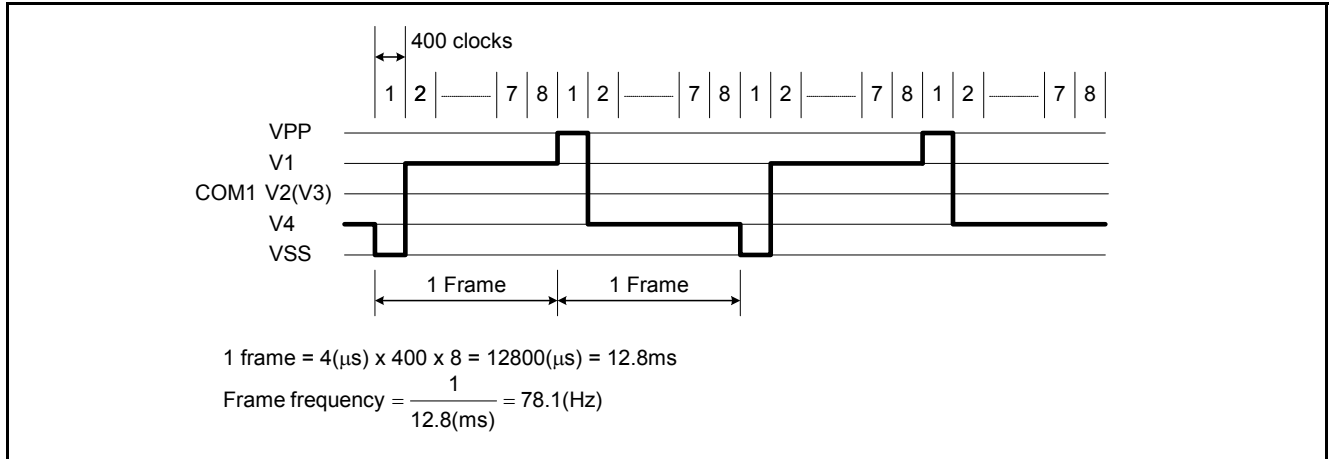 400 clocks
1 2 7 8 1 2 7 8 1 2 7 8 1 2 7 8
VPP
V1
COM1 V2(V3)
V4
VSS
1 Frame 1 Frame
1 frame = 4(μs) x 400 x 8 = 12800(μs) = 12.8ms
Frame frequency = 1 / 12.8(ms) = 78.1(Hz)